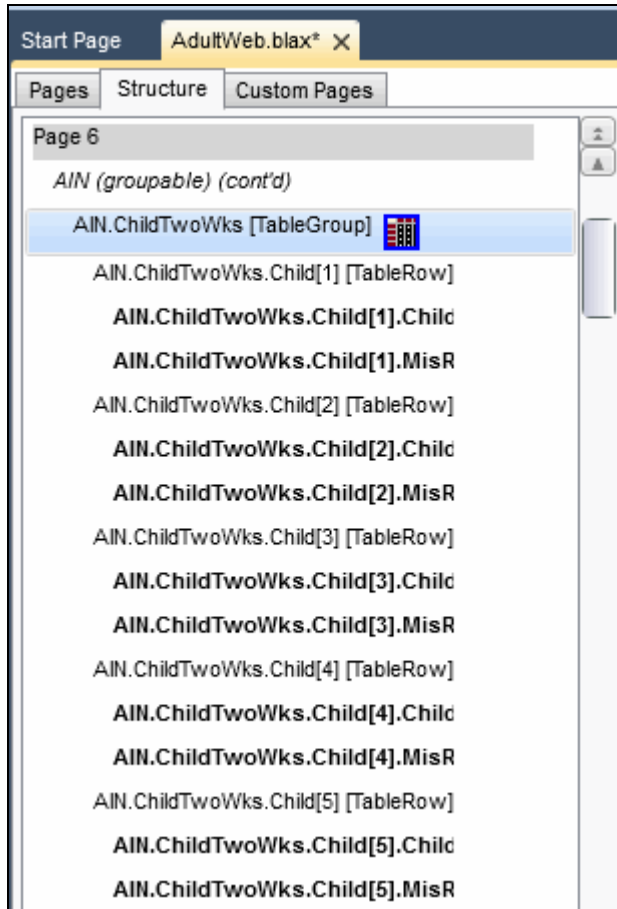 Start Page AdultWeb.blax*
Pages Structure Custom Pages
Page 6
AIN (groupable) (cont'd)
AIN.ChildTwoWks [TableGroup]
AIN.ChildTwoWks.Child[1] [TableRow]
AIN.ChildTwoWks.Child[1].Child
AIN.ChildTwoWks.Child[1].MisR
AIN.ChildTwoWks.Child[2] [TableRow]
AIN.ChildTwoWks.Child[2].Child
AIN.ChildTwoWks.Child[2].MisR
AIN.ChildTwoWks.Child[3] [TableRow]
AIN.ChildTwoWks.Child[3].Child
AIN.ChildTwoWks.Child[3].MisR
AIN.ChildTwoWks.Child[4] [TableRow]
AIN.ChildTwoWks.Child[4].Child
AIN.ChildTwoWks.Child[4].MisR
AIN.ChildTwoWks.Child[5] [TableRow]
AIN.ChildTwoWks.Child[5].Child
AIN.ChildTwoWks.Child[5].MisR